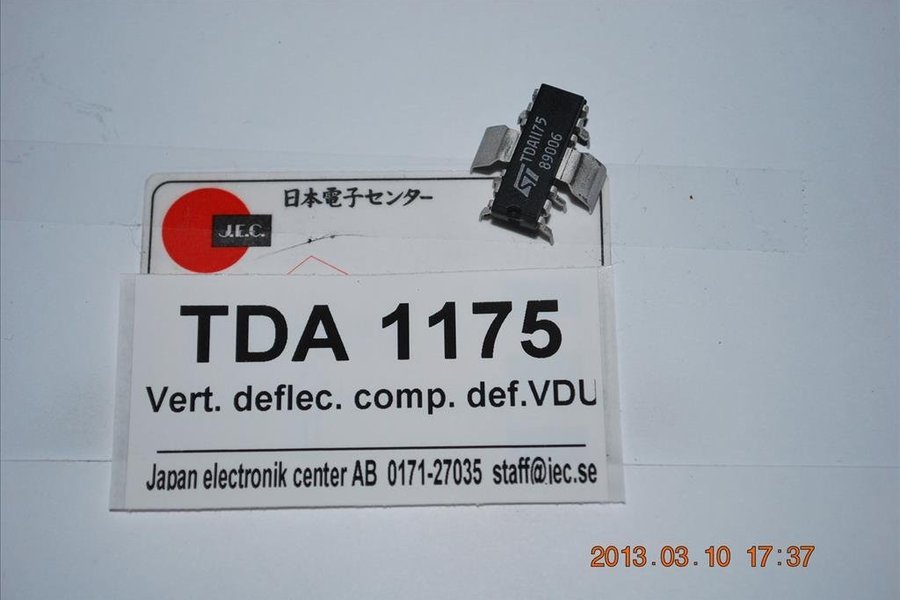 TDA1175
89006
日本電子センター
J.E.C.
TDA 1175
Vert. deflec. comp. def.VDU
Japan electronik center AB 0171-27035 staff@jec.se
2013.03.10 17:37